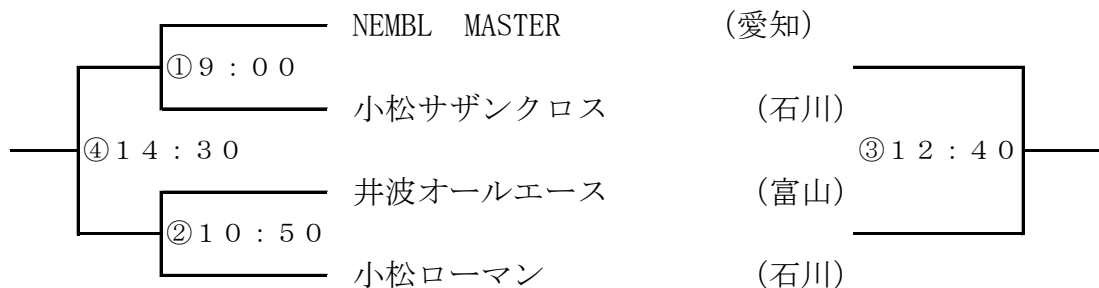 NEMBL　MASTER　（愛知）
①９：００
小松サザンクロス　（石川）
④１４：３０　③１２：４０
井波オールエース　（富山）
②１０：５０
小松ローマン　（石川）